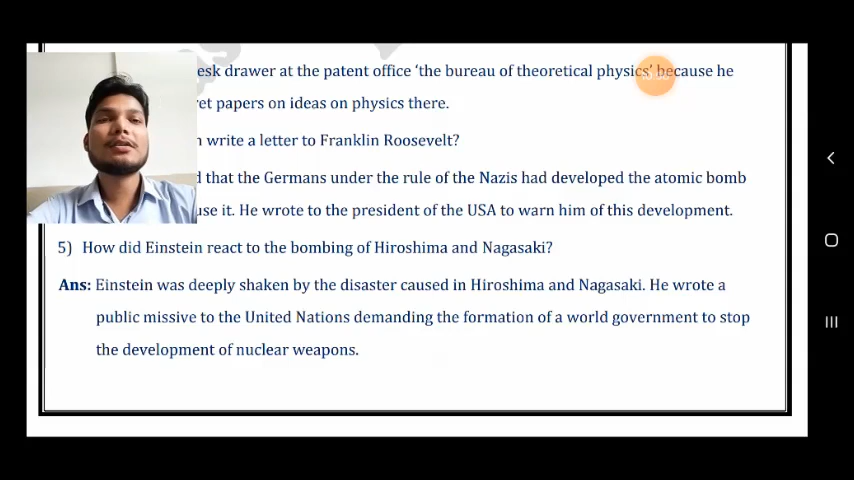 esk drawer at the patent office ‘the bureau of theoretical physics’ because he
ret papers on ideas on physics there.
write a letter to Franklin Roosevelt?
that the Germans under the rule of the Nazis had developed the atomic bomb
use it. He wrote to the president of the USA to warn him of this development.
5) How did Einstein react to the bombing of Hiroshima and Nagasaki?
Ans: Einstein was deeply shaken by the disaster caused in Hiroshima and Nagasaki. He wrote a
public missive to the United Nations demanding the formation of a world government to stop
the development of nuclear weapons.